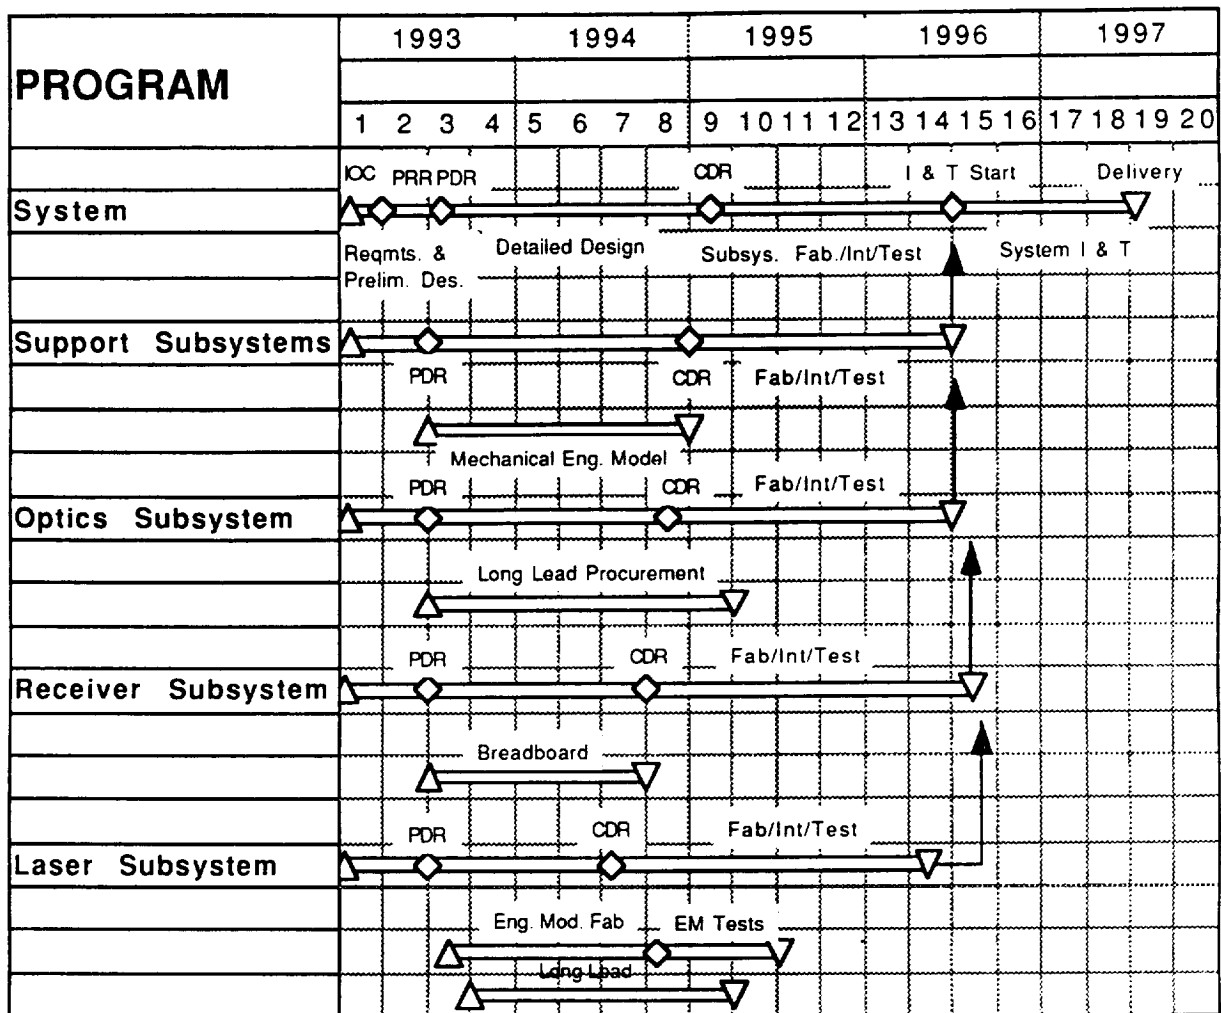 1993 1994 1995 1996 1997
PROGRAM
1 2 3 4 5 6 7 8 9 10 11 12 13 14 15 16 17 18 19 20
IOC PRR PDR CDR I & T Start Delivery
System
Reqmts. & Detailed Design Subsys. Fab./Int/Test System I & T
Prelim. Des.
Support Subsystems
PDR CDR Fab/Int/Test
Mechanical Eng. Model
PDR CDR Fab/Int/Test
Optics Subsystem
Long Lead Procurement
PDR CDR Fab/Int/Test
Receiver Subsystem
Breadboard
PDR CDR Fab/Int/Test
Laser Subsystem
Eng. Mod. Fab EM Tests
Long Lead